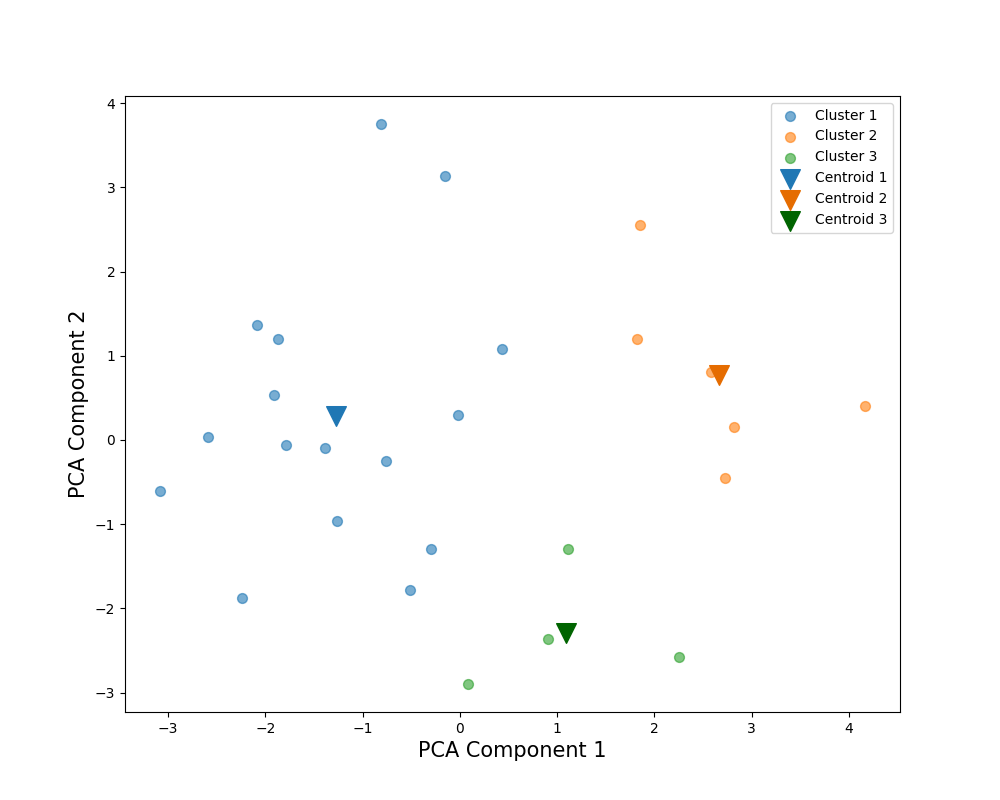 Cluster 1
Cluster 2
Cluster 3
Centroid 1
Centroid 2
Centroid 3
4
3
2
1
0
−1
−2
−3
PCA Component 2
−3 −2 −1 0 1 2 3 4
PCA Component 1